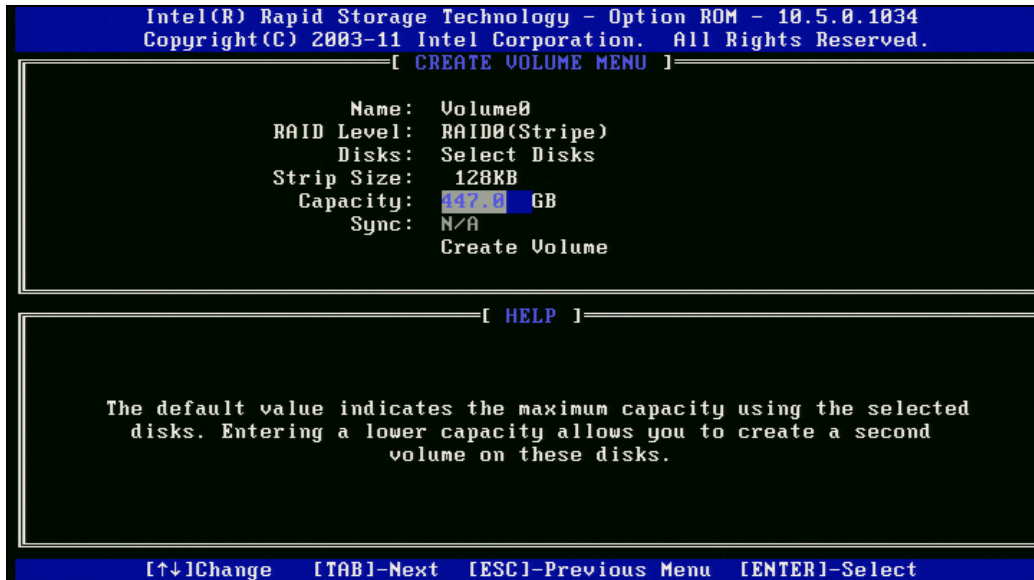 Intel(R) Rapid Storage Technology - Option ROM - 10.5.0.1034
Copyright(C) 2003-11 Intel Corporation. All Rights Reserved.
[ CREATE VOLUME MENU ]
Name: Volume0
RAID Level: RAID0(Stripe)
Disks: Select Disks
Strip Size: 128KB
Capacity: 447.0 GB
Sync: N/A
Create Volume
[ HELP ]
The default value indicates the maximum capacity using the selected
disks. Entering a lower capacity allows you to create a second
volume on these disks.
[↑↓]Change [TAB]-Next [ESC]-Previous Menu [ENTER]-Select